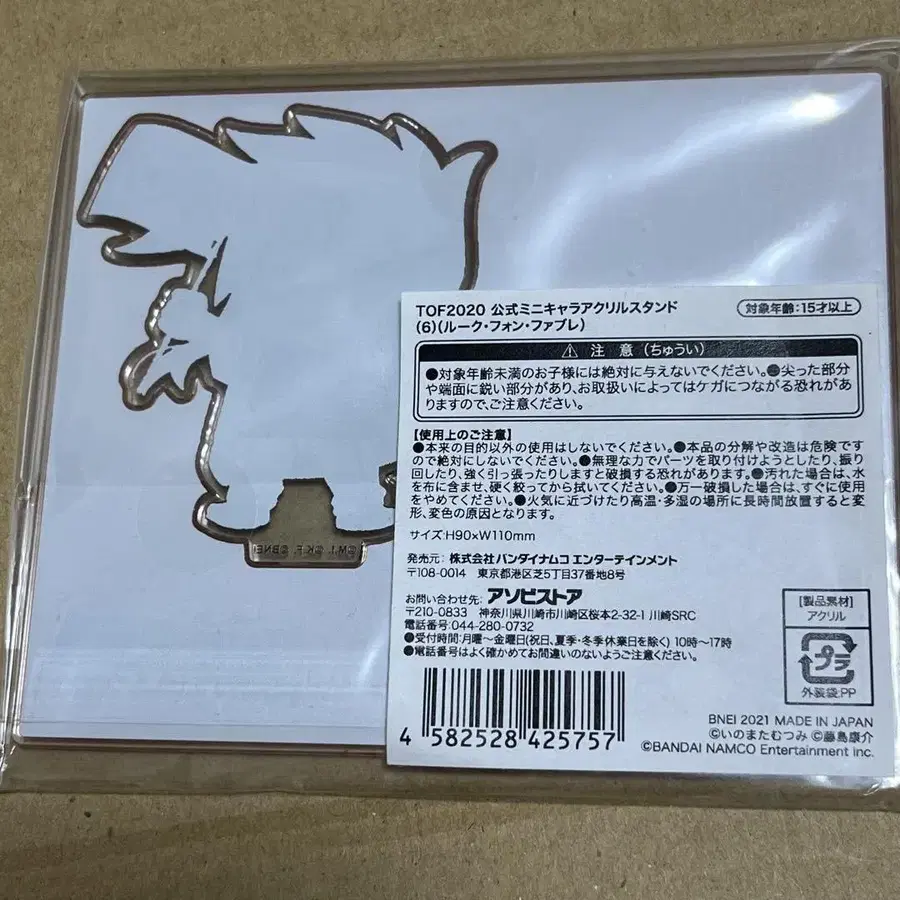 TOF2020 公式ミニキャラアクリルスタンド
(6)(ルーク・フォン・ファブレ)
対象年齢:15才以上
⚠ 注 意 (ちゅうい)
●対象年齢未満のお子様には絶対に与えないでください。●尖った部分
や端面に鋭い部分があり、お取扱いによってはケガにつながる恐れがあ
りますので、ご注意ください。
【使用上のご注意】
●本来の目的以外の使用はしないでください。●本品の分解や改造は危険です
ので絶対にしないでください。●無理な力でパーツを取り付けようとしたり、振り
回したり、強く引っ張ったりしますと破損する恐れがあります。●汚れた場合は、水
を布に含ませ、硬く絞ってから拭いてください。●万一破損した場合は、すぐに使用
をやめてください。●火気に近づけたり高温・多湿の場所に長時間放置すると変
形、変色の原因となります。
サイズ:H90×W110mm
発売元: 株式会社 バンダイナムコ エンターテインメント
〒108-0014 東京都港区芝5丁目37番地8号
お問い合わせ先: アソビストア
〒210-0833 神奈川県川崎市川崎区桜本2-32-1 川崎SRC
電話番号:044-280-0732
●受付時間:月曜～金曜日(祝日、夏季・冬季休業日を除く) 10時～17時
●電話番号はよく確かめてお間違いのないようご注意ください。
[製品素材]
アクリル
プラ
外装袋:PP
4 582528 425757
BNEI 2021 MADE IN JAPAN
©いのまたむつみ ©藤島康介
©BANDAI NAMCO Entertainment Inc.
©M.I. ©K.F. ©BNEI